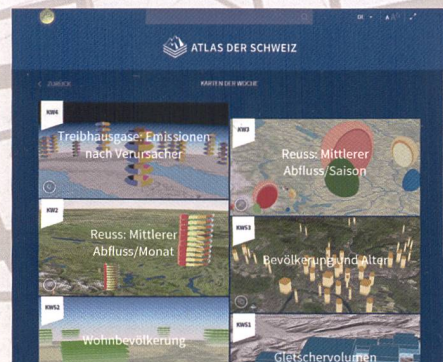 DE
A A
ATLAS DER SCHWEIZ
ZURÜCK
KARTEN DER WOCHE
KW4
Treibhausgase: Emissionen
nach Verursacher
KW3
Reuss: Mittlerer
Abfluss/Saison
KW2
Reuss: Mittlerer
Abfluss/Monat
KW53
Bevölkerung und Alter
KW52
Wohnbevölkerung
KW51
Gletschervolumen